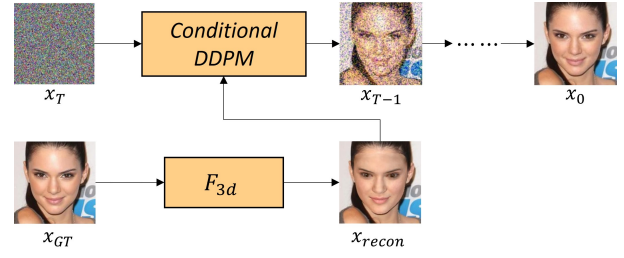 Conditional
DDPM
... ...
x_T
x_{T-1}
x_0
F_{3d}
x_{GT}
x_{recon}